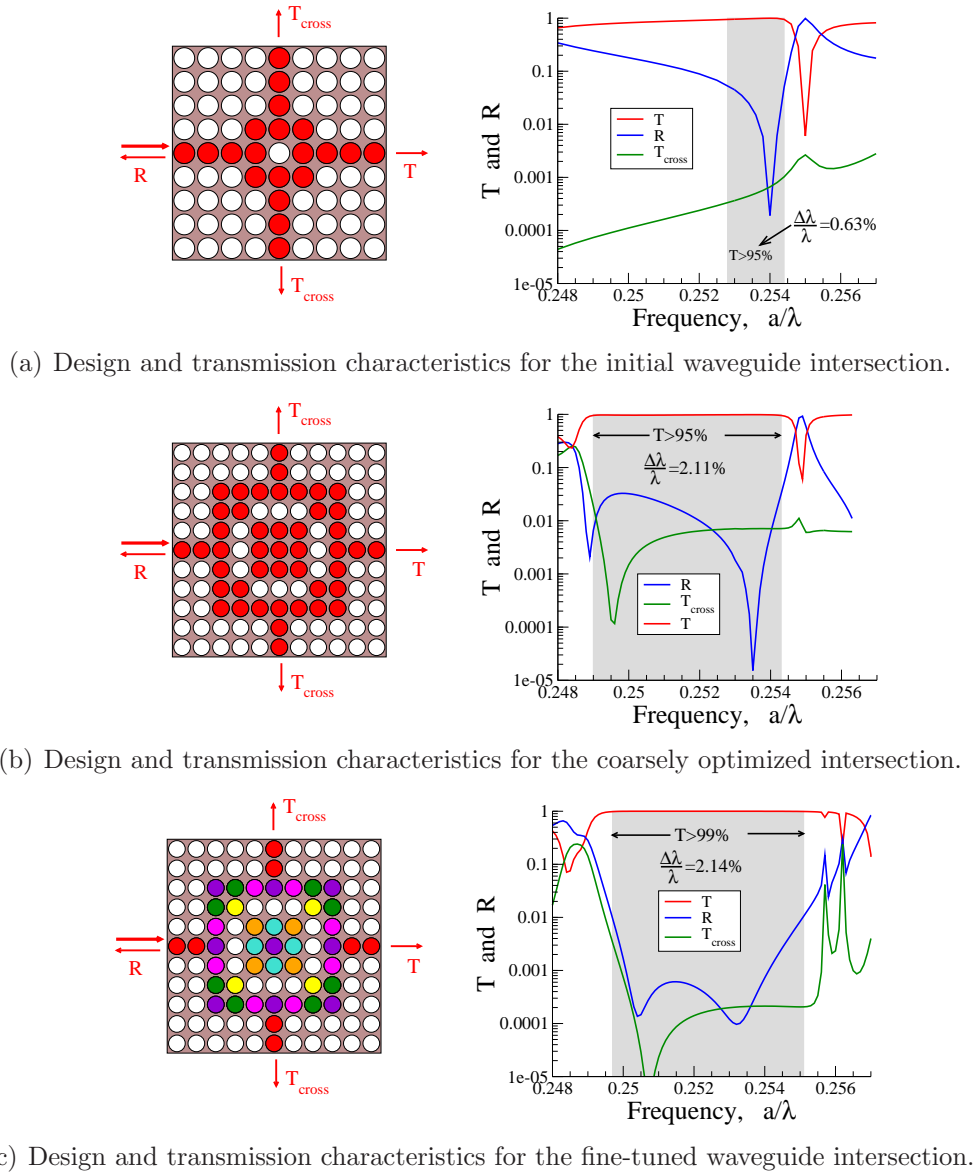 T_cross
R
T
T_cross
1
0.1
0.01
0.001
0.0001
1e-05
T and R
T
R
T_cross
Δλ/λ =0.63%
T>95%
0.248 0.25 0.252 0.254 0.256
Frequency, a/λ
(a) Design and transmission characteristics for the initial waveguide intersection.
T_cross
R
T
T_cross
1
0.1
0.01
0.001
0.0001
1e-05
T and R
T>95%
Δλ/λ =2.11%
R
T_cross
T
0.248 0.25 0.252 0.254 0.256
Frequency, a/λ
(b) Design and transmission characteristics for the coarsely optimized intersection.
T_cross
R
T
T_cross
1
0.1
0.01
0.001
0.0001
1e-05
T and R
T>99%
Δλ/λ =2.14%
T
R
T_cross
0.248 0.25 0.252 0.254 0.256
Frequency, a/λ
c) Design and transmission characteristics for the fine-tuned waveguide intersection.